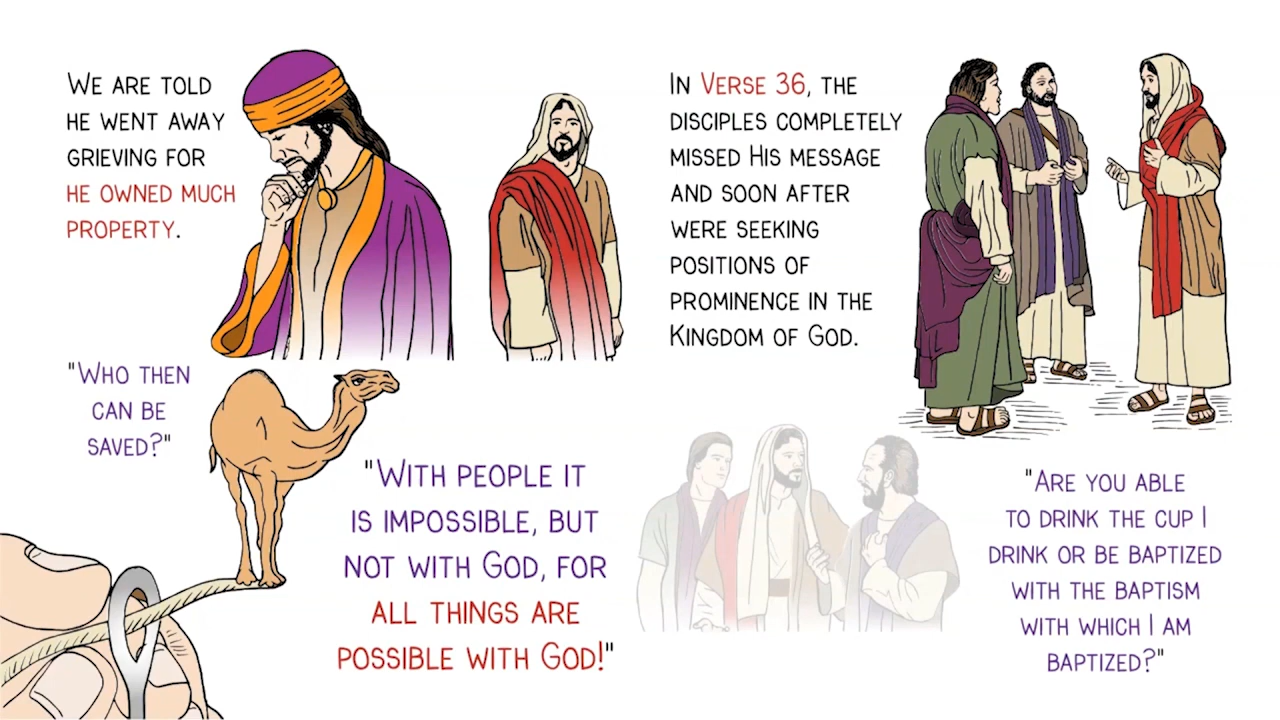 We are told
he went away
grieving for
he owned much
property.
"Who then
can be
saved?"
"With people it
is impossible, but
not with God, for
all things are
possible with God!"
In Verse 36, the
disciples completely
missed His message
and soon after
were seeking
positions of
prominence in the
Kingdom of God.
"Are you able
to drink the cup I
drink or be baptized
with the baptism
with which I am
baptized?"